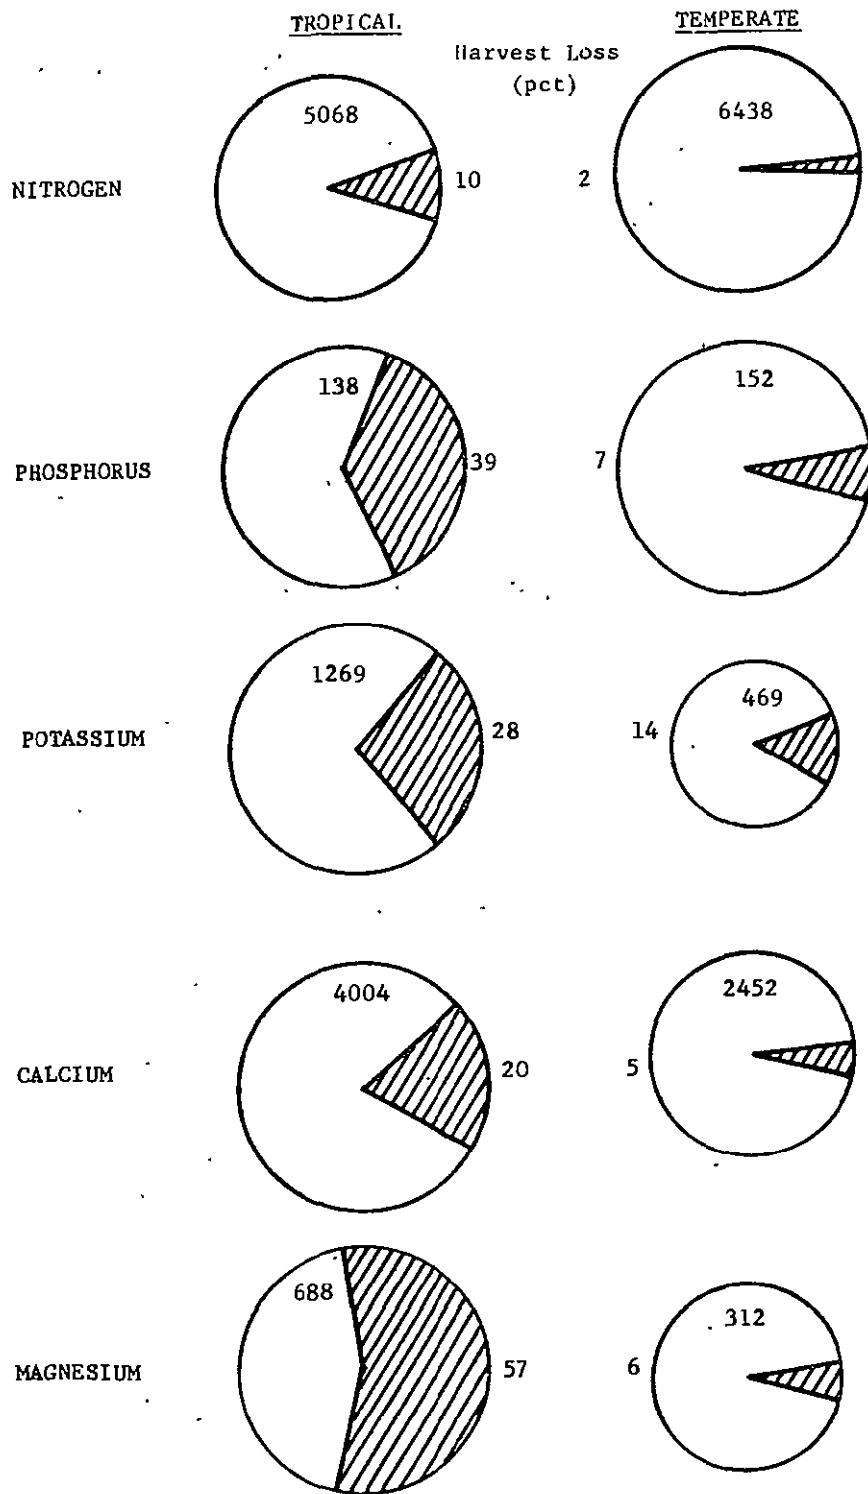 TROPICAL
TEMPERATE
Harvest Loss
(pct)
NITROGEN
5068
10
2
6438
PHOSPHORUS
138
39
7
152
POTASSIUM
1269
28
14
469
CALCIUM
4004
20
5
2452
MAGNESIUM
688
57
6
312